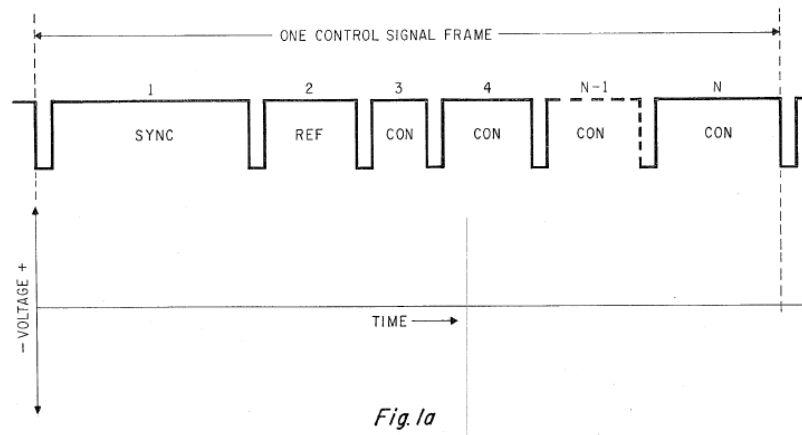 ONE CONTROL SIGNAL FRAME
1 2 3 4 N-1 N
SYNC REF CON CON CON CON
- VOLTAGE +
TIME
Fig. 1a